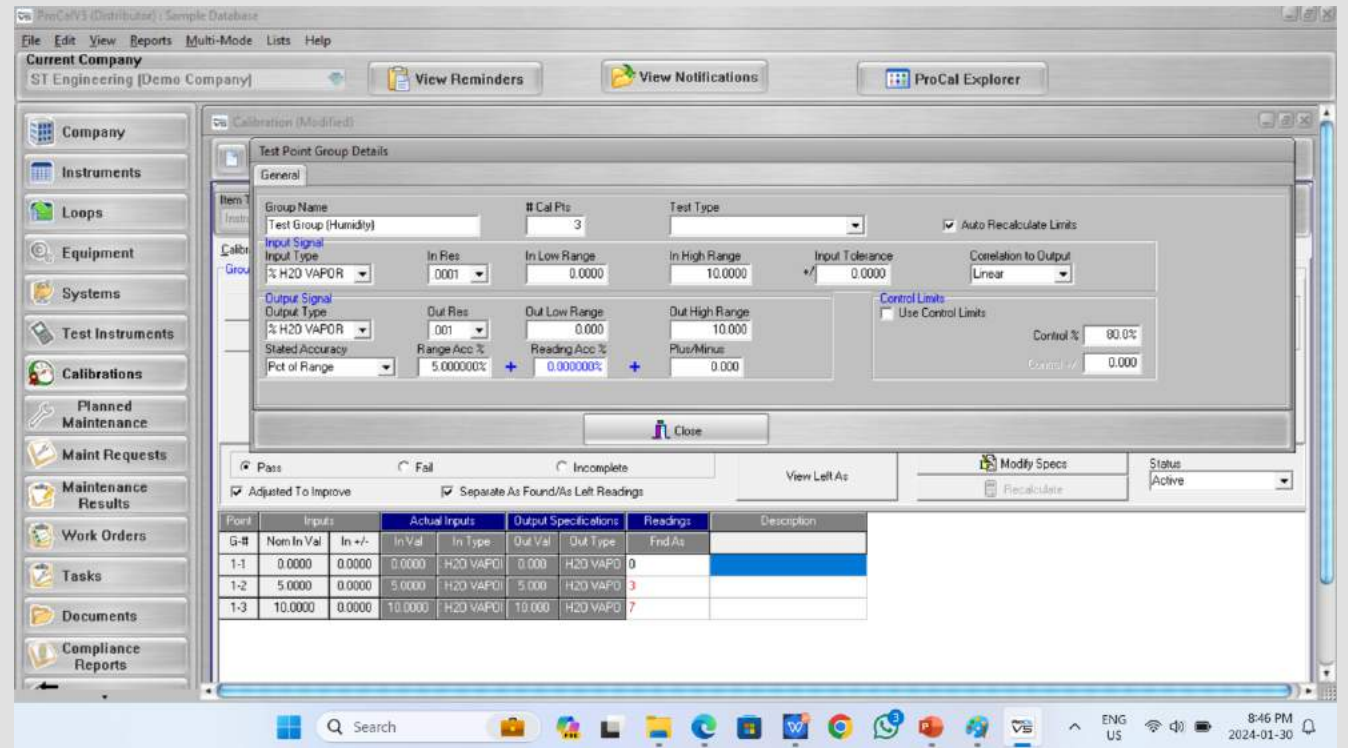 ProCalV5 (Distributor) : Sample Database
File Edit View Reports Multi-Mode Lists Help
Current Company
ST Engineering [Demo Company]
View Reminders
View Notifications
ProCal Explorer
Company
Instruments
Loops
Equipment
Systems
Test Instruments
Calibrations
Planned
Maintenance
Maint Requests
Maintenance
Results
Work Orders
Tasks
Documents
Compliance
Reports
Calibration (Modified)
Test Point Group Details
General
Group Name # Cal Pts Test Type
Test Group (Humidity) 3 Auto Recalculate Limits
Input Signal
Input Type In Res In Low Range In High Range Input Tolerance Correlation to Output
% H2O VAPOR 0001 0.0000 10.0000 +/ 0.0000 Linear
Output Signal Control Limits
Output Type Out Res Out Low Range Out High Range Use Control Limits
% H2O VAPOR 001 0.000 10.000 Control % 80.0%
Stated Accuracy Range Acc % Reading Acc % Plus/Minus
Pct of Range 5.000000% + 0.000000% + 0.000 Control +/ 0.000
Close
Item T
Instru
Calibr
Grou
Pass Fail Incomplete View Left As Modify Specs Status
Adjusted To Improve Separate As Found/As Left Readings Recalculate Active
Point Inputs Actual Inputs Output Specifications Readings Description
G-# Nom In Val In +/- In Val In Type Out Val Out Type Fnd As
1-1 0.0000 0.0000 0.0000 H2O VAPOI 0.000 H2O VAPO 0
1-2 5.0000 0.0000 5.0000 H2O VAPOI 5.000 H2O VAPO 3
1-3 10.0000 0.0000 10.0000 H2O VAPOI 10.000 H2O VAPO 7
Search
3
ENG
US
8:46 PM
2024-01-30